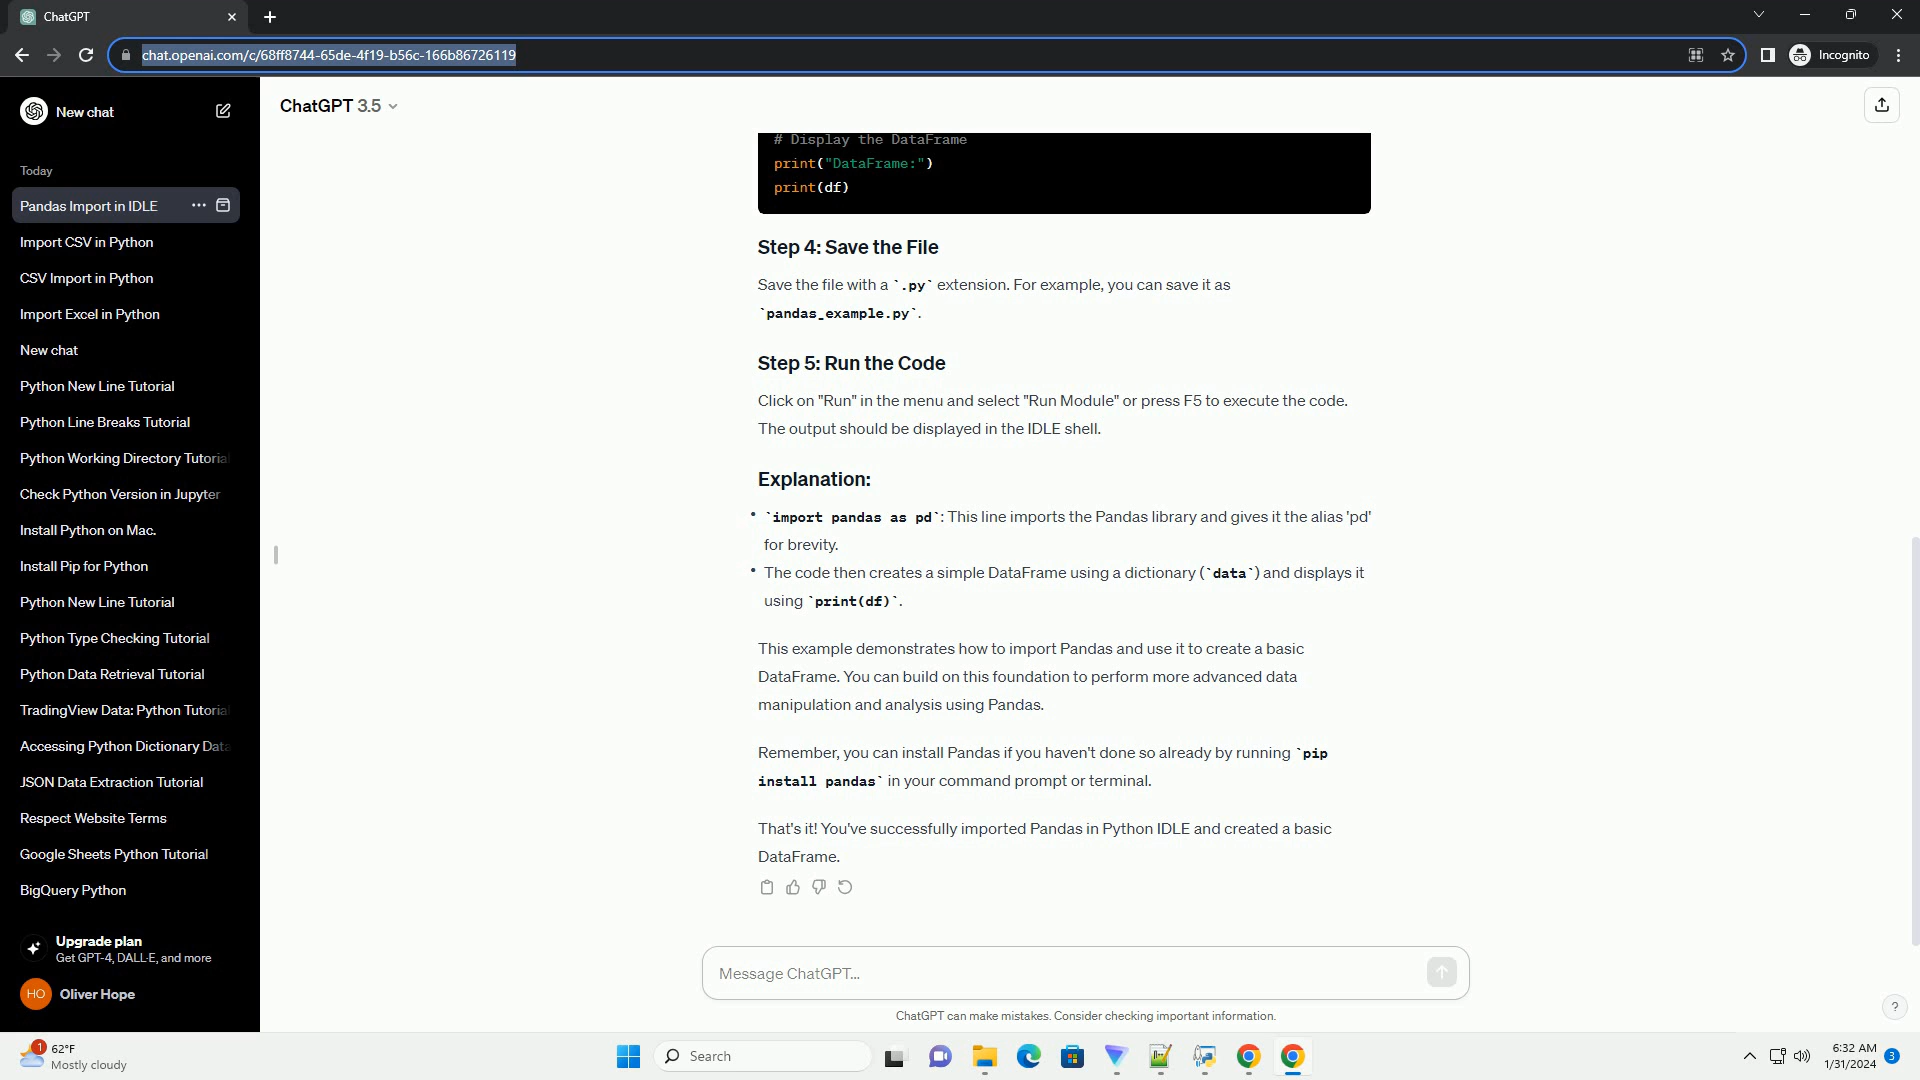 ChatGPT
chat.openai.com/c/68ff8744-65de-4f19-b56c-166b86726119
Incognito
New chat
ChatGPT 3.5
Today
Pandas Import in IDLE
Import CSV in Python
CSV Import in Python
Import Excel in Python
New chat
Python New Line Tutorial
Python Line Breaks Tutorial
Python Working Directory Tutorial
Check Python Version in Jupyter
Install Python on Mac.
Install Pip for Python
Python New Line Tutorial
Python Type Checking Tutorial
Python Data Retrieval Tutorial
TradingView Data: Python Tutorial
Accessing Python Dictionary Data
JSON Data Extraction Tutorial
Respect Website Terms
Google Sheets Python Tutorial
BigQuery Python
Upgrade plan
Get GPT-4, DALL·E, and more
HO
Oliver Hope
# Display the DataFrame
print("DataFrame:")
print(df)
Step 4: Save the File
Save the file with a `.py` extension. For example, you can save it as
`pandas_example.py`.
Step 5: Run the Code
Click on "Run" in the menu and select "Run Module" or press F5 to execute the code.
The output should be displayed in the IDLE shell.
Explanation:
• `import pandas as pd`: This line imports the Pandas library and gives it the alias 'pd'
for brevity.
• The code then creates a simple DataFrame using a dictionary (`data`) and displays it
using `print(df)`.
This example demonstrates how to import Pandas and use it to create a basic
DataFrame. You can build on this foundation to perform more advanced data
manipulation and analysis using Pandas.
Remember, you can install Pandas if you haven't done so already by running `pip
install pandas` in your command prompt or terminal.
That's it! You've successfully imported Pandas in Python IDLE and created a basic
DataFrame.
Message ChatGPT...
ChatGPT can make mistakes. Consider checking important information.
?
1
62°F
Mostly cloudy
Search
6:32 AM
1/31/2024
3